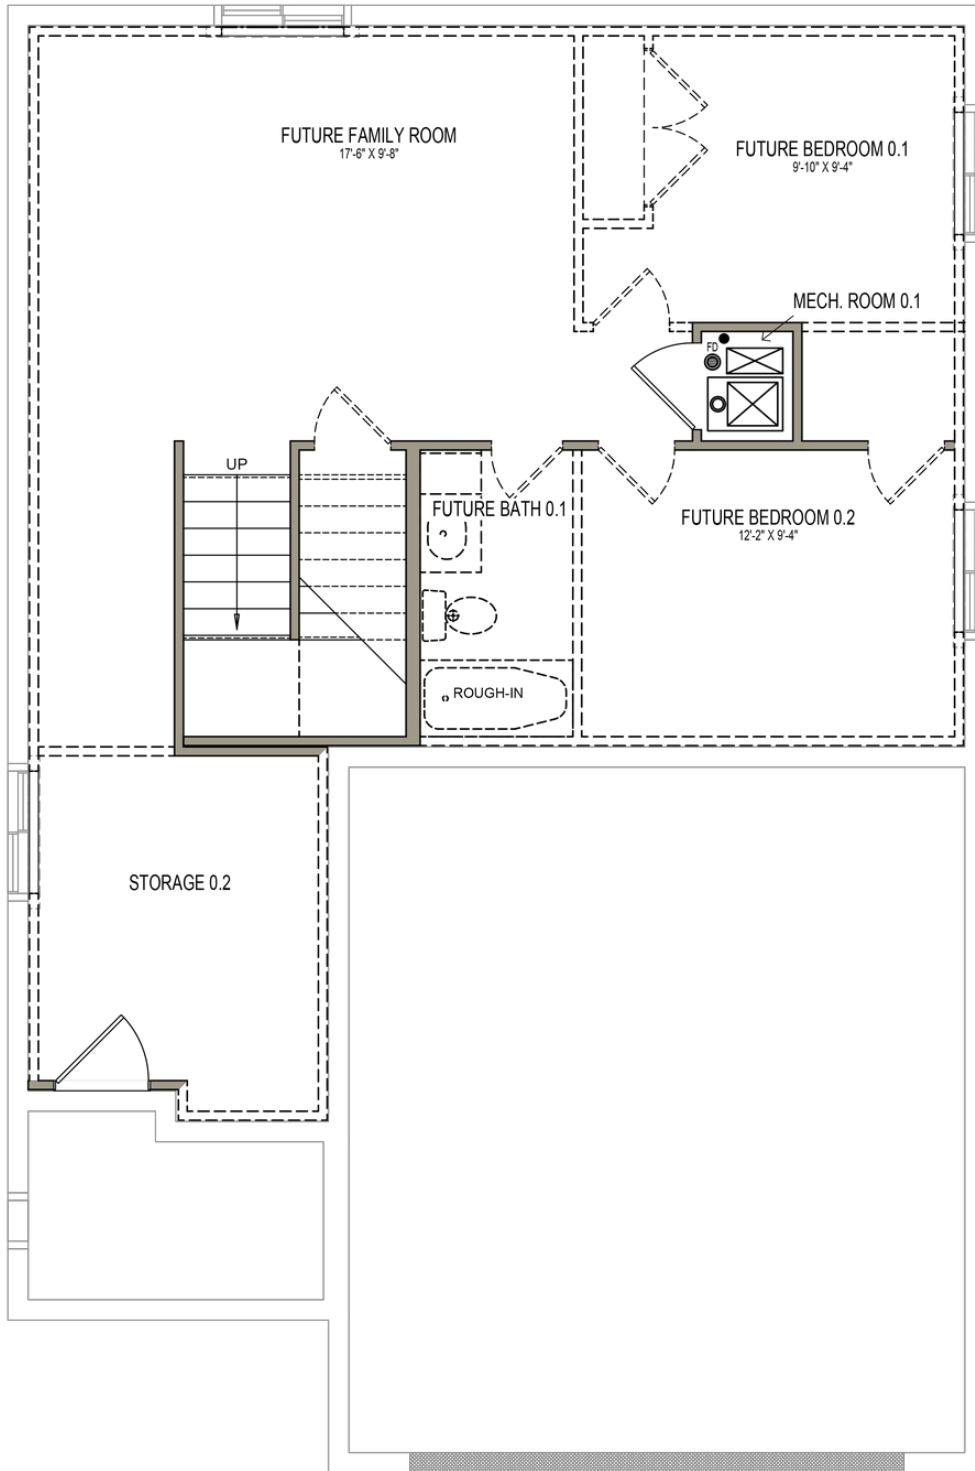 FUTURE FAMILY ROOM
17'-6" X 9'-8"
FUTURE BEDROOM 0.1
9'-10" X 9'-4"
MECH. ROOM 0.1
FD
UP
FUTURE BATH 0.1
FUTURE BEDROOM 0.2
12'-2" X 9'-4"
ROUGH-IN
STORAGE 0.2